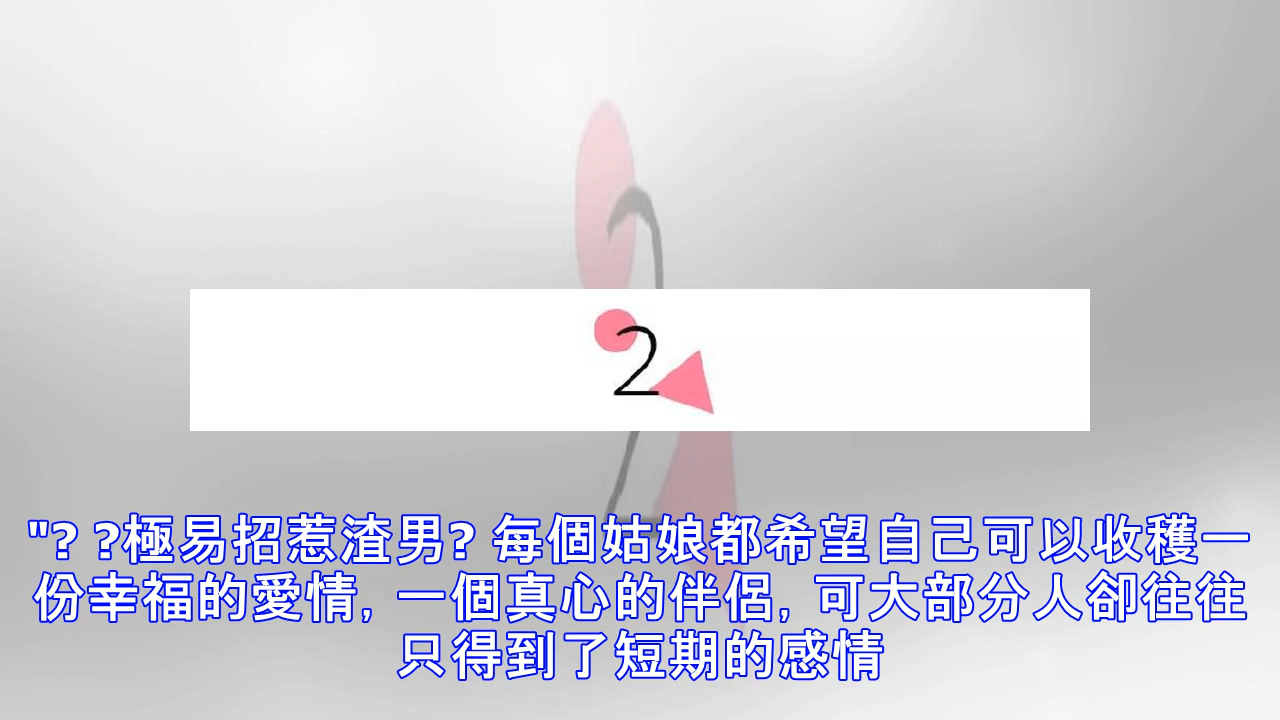 2
"? ?極易招惹渣男? 每個姑娘都希望自己可以收穫一
份幸福的愛情, 一個真心的伴侶, 可大部分人卻往往
只得到了短期的感情